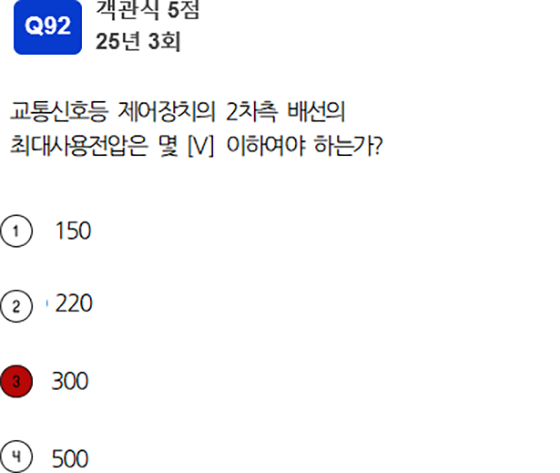 Q92
객관식 5점
25년 3회
교통신호등 제어장치의 2차측 배선의
최대사용전압은 몇 [V] 이하여야 하는가?
1 150
2 220
3 300
4 500